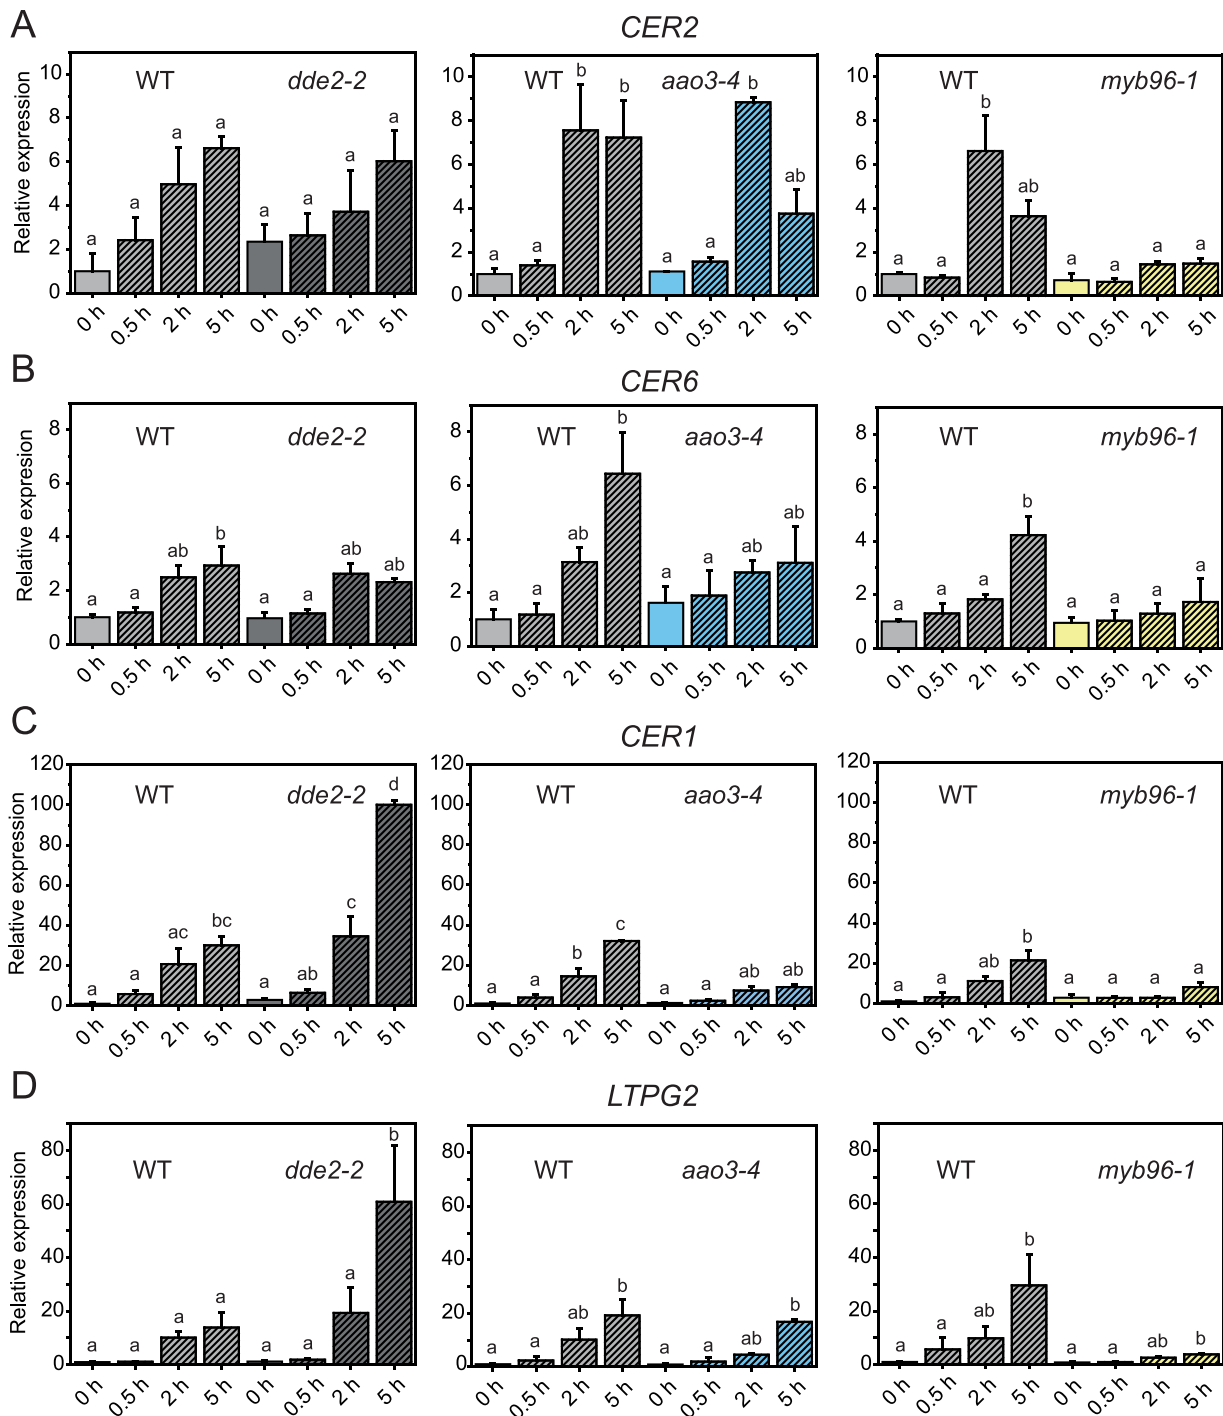 A
CER2
Relative expression
10
8
6
4
2
0
WT
dde2-2
a a a a a a a a
0 h 0.5 h 2 h 5 h 0 h 0.5 h 2 h 5 h
10
8
6
4
2
0
WT
aao3-4
a a b b a a b ab
0 h 0.5 h 2 h 5 h 0 h 0.5 h 2 h 5 h
10
8
6
4
2
0
WT
myb96-1
a a b ab a a a a
0 h 0.5 h 2 h 5 h 0 h 0.5 h 2 h 5 h
B
CER6
Relative expression
8
6
4
2
0
WT
dde2-2
a a ab b a a ab ab
0 h 0.5 h 2 h 5 h 0 h 0.5 h 2 h 5 h
8
6
4
2
0
WT
aao3-4
a a ab b a a ab ab
0 h 0.5 h 2 h 5 h 0 h 0.5 h 2 h 5 h
8
6
4
2
0
WT
myb96-1
a a a b a a a a
0 h 0.5 h 2 h 5 h 0 h 0.5 h 2 h 5 h
C
CER1
Relative expression
120
100
80
60
40
20
0
WT
dde2-2
a a ac bc a ab c d
0 h 0.5 h 2 h 5 h 0 h 0.5 h 2 h 5 h
120
100
80
60
40
20
0
WT
aao3-4
a a b c a a ab ab
0 h 0.5 h 2 h 5 h 0 h 0.5 h 2 h 5 h
120
100
80
60
40
20
0
WT
myb96-1
a a ab b a a a a
0 h 0.5 h 2 h 5 h 0 h 0.5 h 2 h 5 h
D
LTPG2
Relative expression
80
60
40
20
0
WT
dde2-2
a a a a a a a b
0 h 0.5 h 2 h 5 h 0 h 0.5 h 2 h 5 h
80
60
40
20
0
WT
aao3-4
a a ab b a a ab b
0 h 0.5 h 2 h 5 h 0 h 0.5 h 2 h 5 h
80
60
40
20
0
WT
myb96-1
a a ab b a a ab b
0 h 0.5 h 2 h 5 h 0 h 0.5 h 2 h 5 h